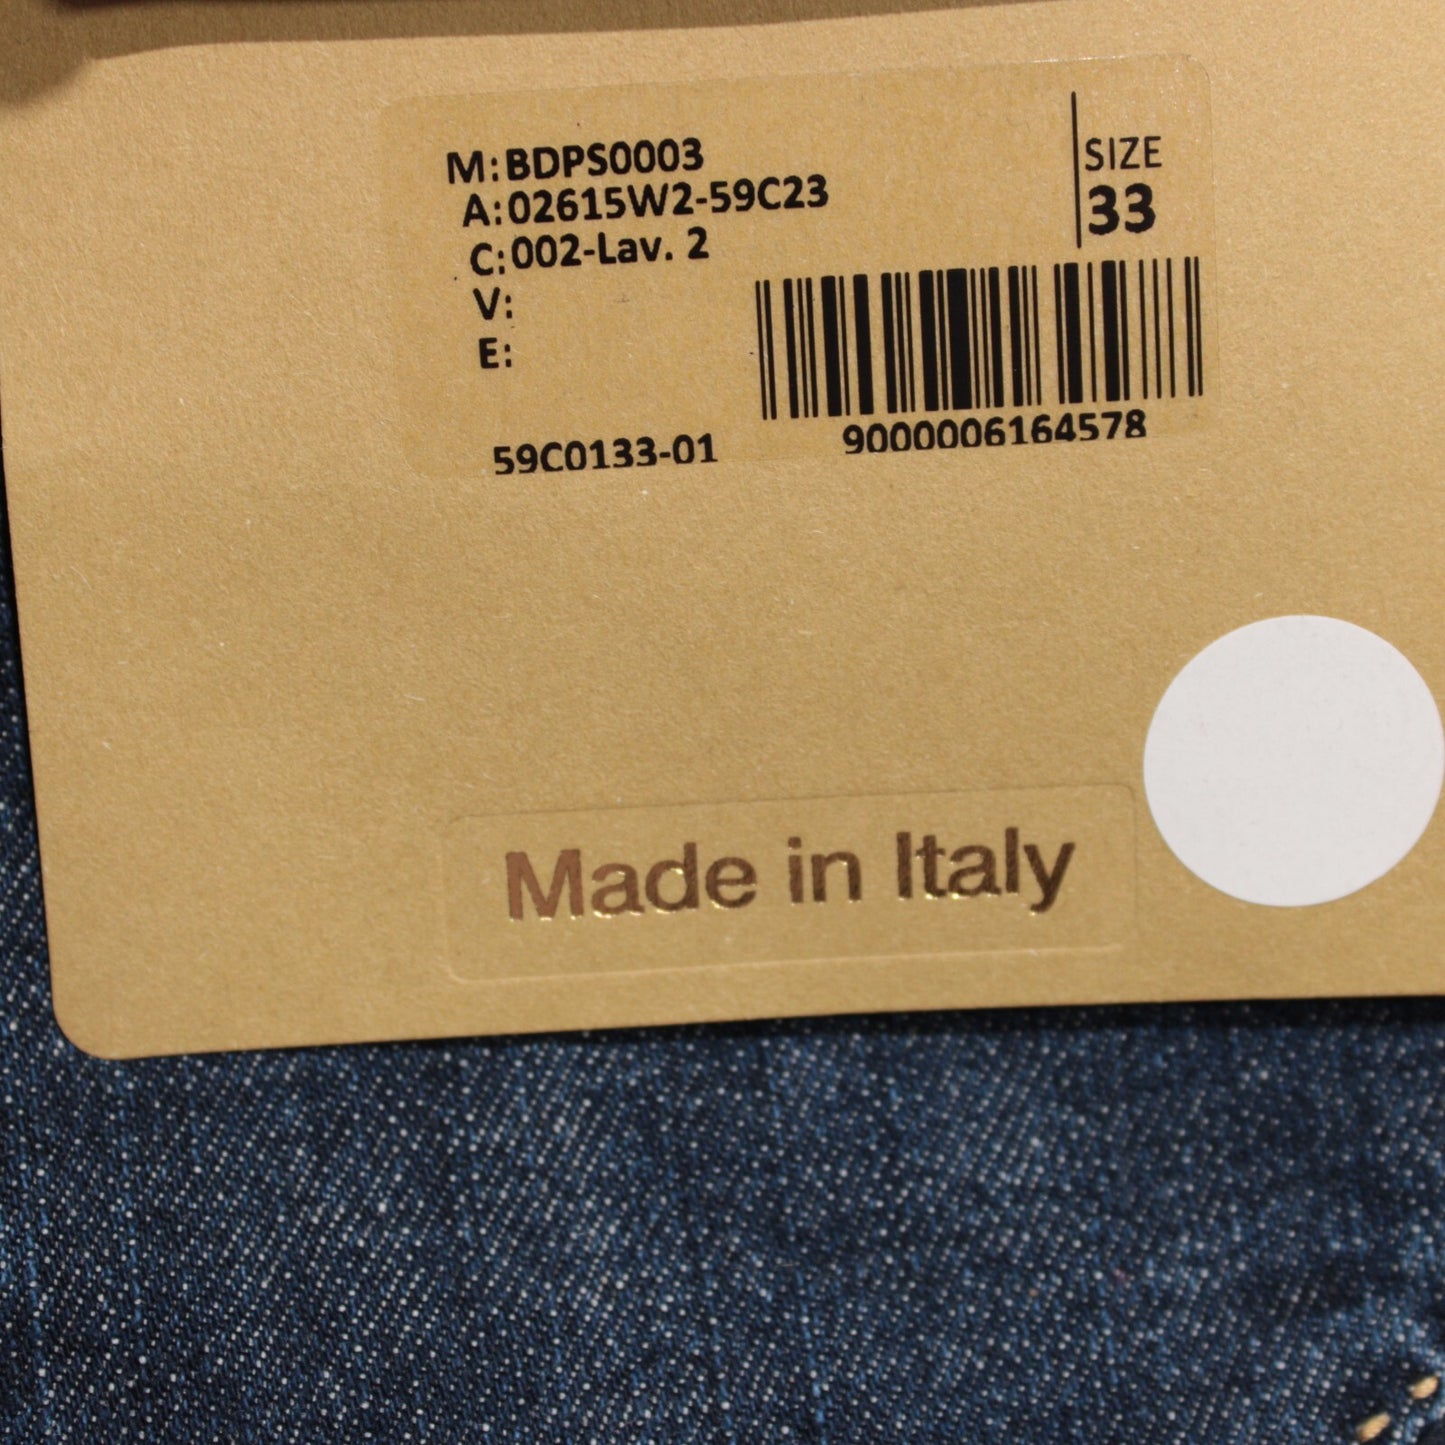 M:BDPS0003
A:02615W2-59C23
C:002-Lav. 2
V:
E:
SIZE
33
59C0133-01
9000006164578
Made in Italy